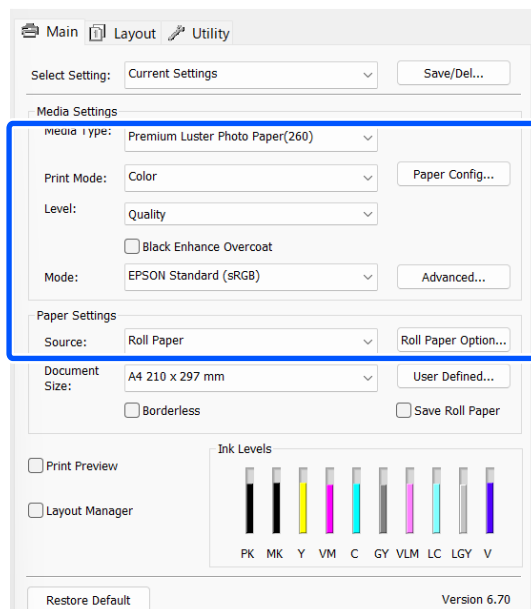 Main Layout Utility
Select Setting: Current Settings Save/Del...
Media Settings
Media Type: Premium Luster Photo Paper(260)
Print Mode: Color Paper Config...
Level: Quality
Black Enhance Overcoat
Mode: EPSON Standard (sRGB) Advanced...
Paper Settings
Source: Roll Paper Roll Paper Option...
Document
Size: A4 210 x 297 mm User Defined...
Borderless Save Roll Paper
Print Preview
Ink Levels
Layout Manager
PK MK Y VM C GY VLM LC LGY V
Restore Default Version 6.70